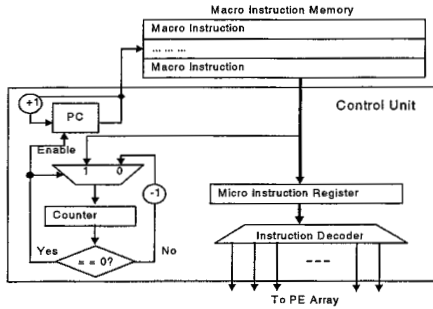 Macro Instruction Memory
Macro Instruction
... ... ...
Macro Instruction
Control Unit
+1
PC
Enable
1 0
-1
Micro Instruction Register
Counter
Instruction Decoder
Yes
= = 0?
No
To PE Array